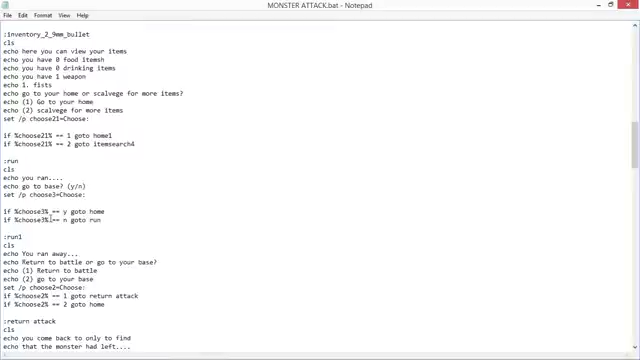 MONSTER ATTACK.bat - Notepad
File Edit Format View Help
:inventory_2_9mm_bullet
cls
echo here you can view your items
echo you have 0 food itemsh
echo you have 0 drinking items
echo you have 1 weapon
echo 1. fists
echo go to your home or scalvege for more items?
echo (1) Go to your home
echo (2) scalvege for more items
set /p choose21=Choose:
if %choose21% == 1 goto home1
if %choose21% == 2 goto itemsearch4
:run
cls
echo you ran....
echo go to base? (y/n)
set /p choose3=Choose:
if %choose3% == y goto home
if %choose3% == n goto run
:run1
cls
echo You ran away...
echo Return to battle or go to your base?
echo (1) Return to battle
echo (2) go to your base
set /p choose2=Choose:
if %choose2% == 1 goto return attack
if %choose2% == 2 goto home
:return attack
cls
echo you come back to only to find
echo that the monster had left....